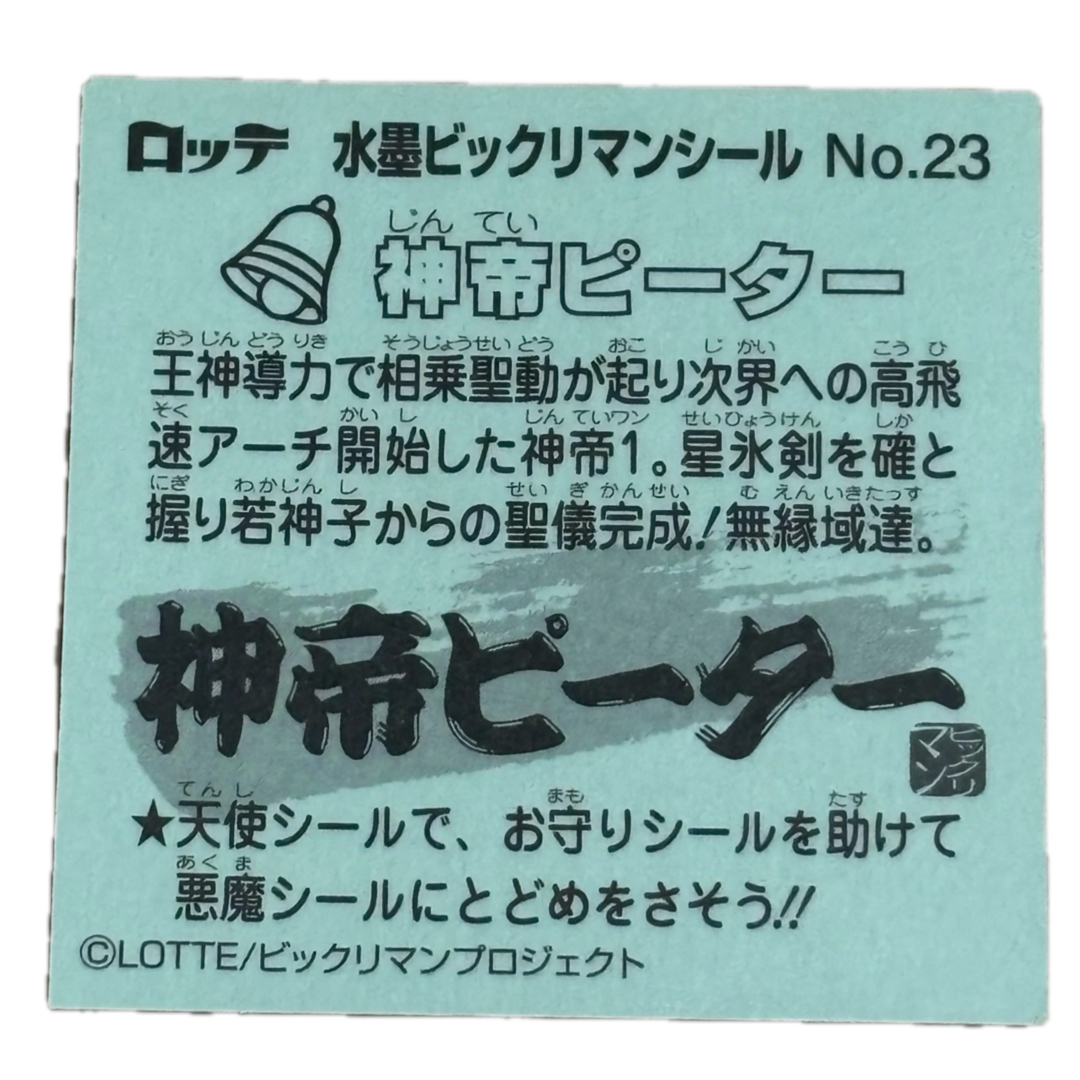 ロッテ 水墨ビックリマンシール No.23
じん てい
神帝ピーター
おうじんどうりき そうじょうせいどう おこ じ かい こう ひ
王神導力で相乗聖動が起り次界への高飛
そく かいし じんていワン せいひょうけん しか
速アーチ開始した神帝1。星氷剣を確と
にぎ わかじんし せい ぎ かんせい む えん いきたっす
握り若神子からの聖儀完成!無縁域達。
神帝ピーター
ビックリマン
てんし まも たす
★天使シールで、お守りシールを助けて
あくま
悪魔シールにとどめをさそう!!
©LOTTE/ビックリマンプロジェクト